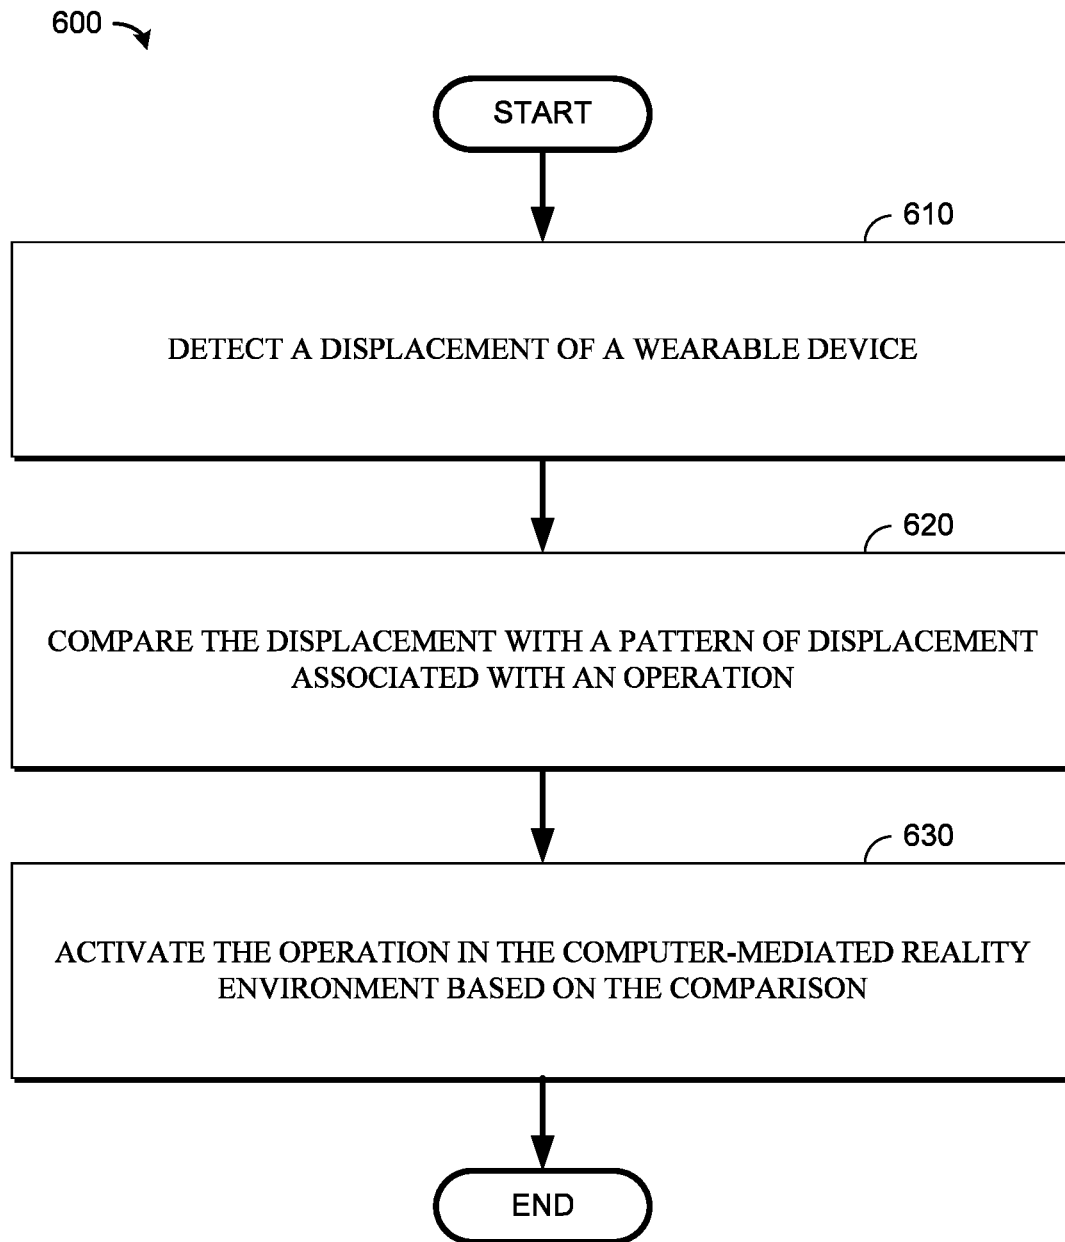 600
START
610
DETECT A DISPLACEMENT OF A WEARABLE DEVICE
620
COMPARE THE DISPLACEMENT WITH A PATTERN OF DISPLACEMENT
ASSOCIATED WITH AN OPERATION
630
ACTIVATE THE OPERATION IN THE COMPUTER-MEDIATED REALITY
ENVIRONMENT BASED ON THE COMPARISON
END